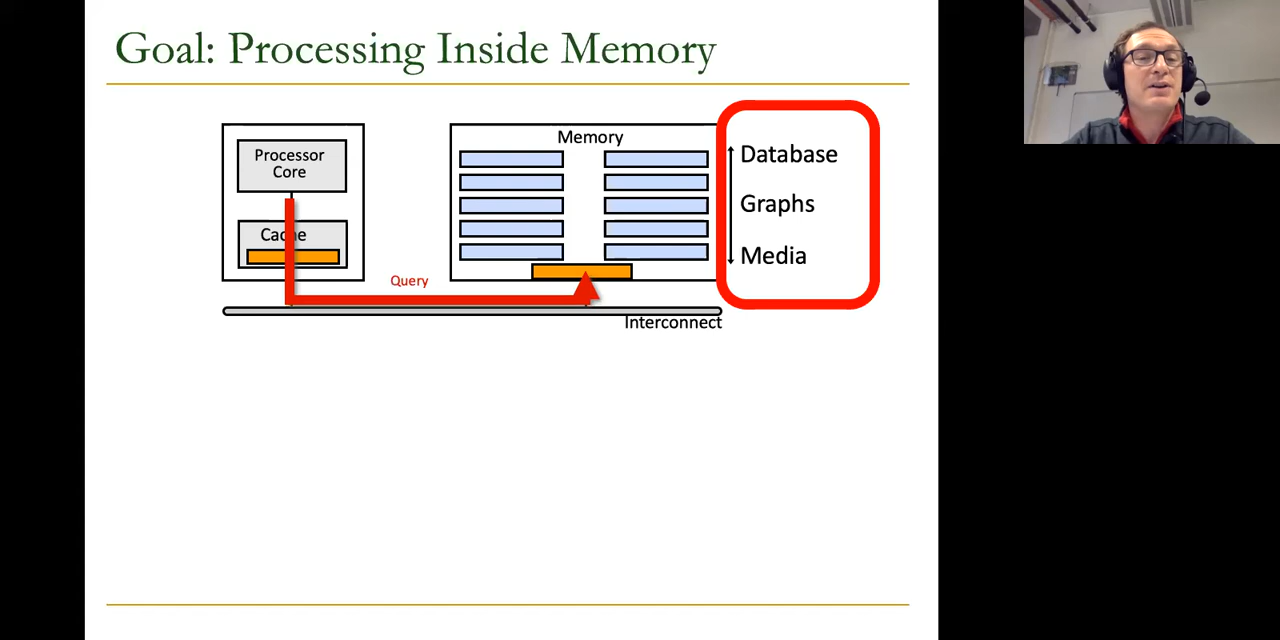 Goal: Processing Inside Memory
Processor
Core
Cache
Query
Memory
Database
Graphs
Media
Interconnect